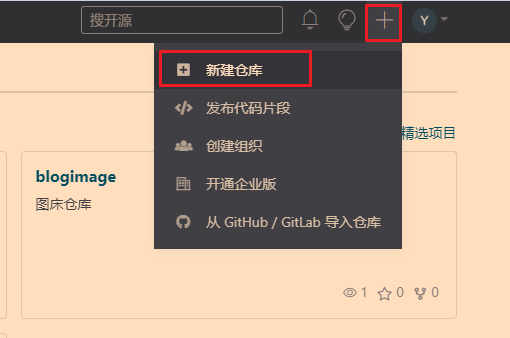 搜开源
Y
新建仓库
发布代码片段
创建组织
开通企业版
从 GitHub / GitLab 导入仓库
精选项目
blogimage
图床仓库
1 0 0